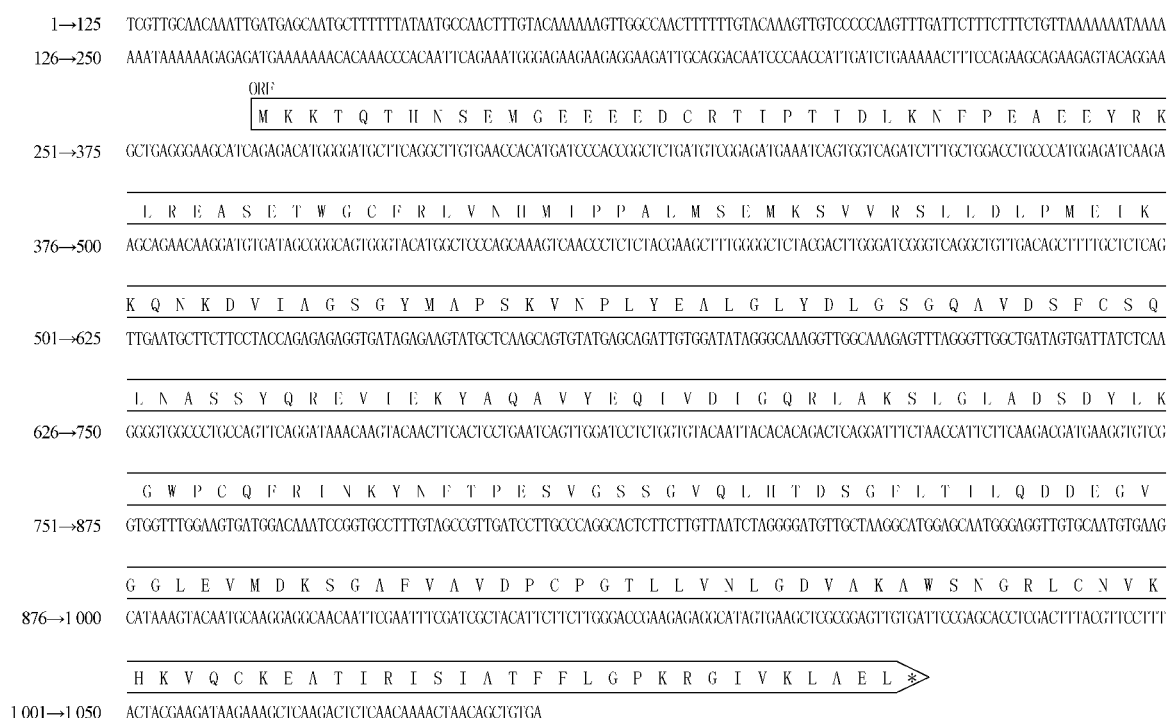 1→125 TCGTTGCAACAAATTGATGAGCAATGCTTTTTTATAATGCCAACTTTGTACAAAAAAGTTGGCCAACTTTTTTGTACAAAGTTGTCCCCCAAGTTTGATTCTTTCTTTCTGTTAAAAAAATAAAA
126→250 AAATAAAAAAGAGAGATGAAAAAAACACAAACCCACAATTCAGAAATGGGAGAAGAAGAGGAAGATTGCAGGACAATCCCAACCATTGATCTGAAAAACTTTCCAGAAGCAGAAGAGTACAGGAA
ORF
M K K T Q T H N S E M G E E E E D C R T I P T I D L K N F P E A E E Y R K
251→375 GCTGAGGGAAGCATCAGAGACATGGGGATGCTTCAGGCTTGTGAACCACATGATCCCACCGGCTCTGATGTCGGAGATGAAATCAGTGGTCAGATCTTTGCTGGACCTGCCCATGGAGATCAAGA
L R E A S E T W G C F R L V N H M I P P A L M S E M K S V V R S L L D L P M E I K
376→500 AGCAGAACAAGGATGTGATAGCGGGCAGTGGGTACATGGCTCCCAGCAAAGTCAACCCTCTCTACGAAGCTTTGGGGCTCTACGACTTGGGATCGGGTCAGGCTGTTGACAGCTTTTGCTCTCAG
K Q N K D V I A G S G Y M A P S K V N P L Y E A L G L Y D L G S G Q A V D S F C S Q
501→625 TTGAATGCTTCTTCCTACCAGAGAGAGGTGATAGAGAAGTATGCTCAAGCAGTGTATGAGCAGATTGTGGATATAGGGCAAAGGTTGGCAAAGAGTTTAGGGTTGGCTGATAGTGATTATCTCAA
L N A S S Y Q R E V I E K Y A Q A V Y E Q I V D I G Q R L A K S L G L A D S D Y L K
626→750 GGGGTGGCCCTGCCAGTTCAGGATAAACAAGTACAACTTCACTCCTGAATCAGTTGGATCCTCTGGTGTACAATTACACACAGACTCAGGATTTCTAACCATTCTTCAAGACGATGAAGGTGTCG
G W P C Q F R I N K Y N F T P E S V G S S G V Q L H T D S G F L T I L Q D D E G V
751→875 GTGGTTTGGAAGTGATGGACAAATCCGGTGCCTTTGTAGCCGTTGATCCTTGCCCAGGCACTCTTCTTGTTAATCTAGGGGATGTTGCTAAGGCATGGAGCAATGGGAGGTTGTGCAATGTGAAG
G G L E V M D K S G A F V A V D P C P G T L L V N L G D V A K A W S N G R L C N V K
876→1 000 CATAAAGTACAATGCAAGGAGGCAACAATTCGAATTTCGATCGCTACATTCTTCTTGGGACCGAAGAGAGGCATAGTGAAGCTCGCGGAGTTGTGATTCCGAGCACCTCGACTTTACGTTCCTTT
H K V Q C K E A T I R I S I A T F F L G P K R G I V K L A E L *
1 001→1 050 ACTACGAAGATAAGAAAGCTCAAGACTCTCAACAAAACTAACAGCTGTGA